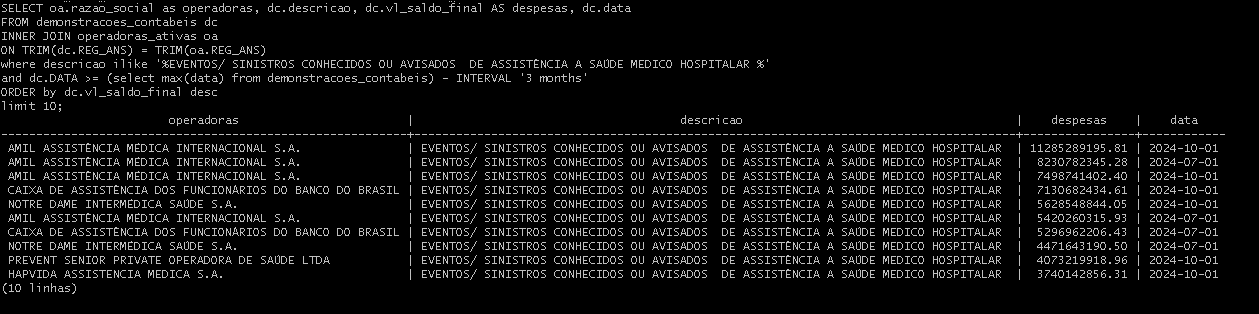 SELECT oa.razao_social as operadoras, dc.descricao, dc.vl_saldo_final AS despesas, dc.data
FROM demonstracoes_contabeis dc
INNER JOIN operadoras_ativas oa
ON TRIM(dc.REG_ANS) = TRIM(oa.REG_ANS)
where descricao ilike '%EVENTOS/ SINISTROS CONHECIDOS OU AVISADOS  DE ASSISTÊNCIA A SAÚDE MEDICO HOSPITALAR %'
and dc.DATA >= (select max(data) from demonstracoes_contabeis) - INTERVAL '3 months'
ORDER by dc.vl_saldo_final desc
limit 10;
operadoras | descricao | despesas | data
AMIL ASSISTÊNCIA MÉDICA INTERNACIONAL S.A. | EVENTOS/ SINISTROS CONHECIDOS OU AVISADOS  DE ASSISTÊNCIA A SAÚDE MEDICO HOSPITALAR | 11285289195.81 | 2024-10-01
AMIL ASSISTÊNCIA MÉDICA INTERNACIONAL S.A. | EVENTOS/ SINISTROS CONHECIDOS OU AVISADOS  DE ASSISTÊNCIA A SAÚDE MEDICO HOSPITALAR | 8230782345.28 | 2024-07-01
AMIL ASSISTÊNCIA MÉDICA INTERNACIONAL S.A. | EVENTOS/ SINISTROS CONHECIDOS OU AVISADOS  DE ASSISTÊNCIA A SAÚDE MEDICO HOSPITALAR | 7498741402.40 | 2024-10-01
CAIXA DE ASSISTÊNCIA DOS FUNCIONÁRIOS DO BANCO DO BRASIL | EVENTOS/ SINISTROS CONHECIDOS OU AVISADOS  DE ASSISTÊNCIA A SAÚDE MEDICO HOSPITALAR | 7130682434.61 | 2024-10-01
NOTRE DAME INTERMÉDICA SAÚDE S.A. | EVENTOS/ SINISTROS CONHECIDOS OU AVISADOS  DE ASSISTÊNCIA A SAÚDE MEDICO HOSPITALAR | 5628548844.05 | 2024-10-01
AMIL ASSISTÊNCIA MÉDICA INTERNACIONAL S.A. | EVENTOS/ SINISTROS CONHECIDOS OU AVISADOS  DE ASSISTÊNCIA A SAÚDE MEDICO HOSPITALAR | 5420260315.93 | 2024-07-01
CAIXA DE ASSISTÊNCIA DOS FUNCIONÁRIOS DO BANCO DO BRASIL | EVENTOS/ SINISTROS CONHECIDOS OU AVISADOS  DE ASSISTÊNCIA A SAÚDE MEDICO HOSPITALAR | 5296962206.43 | 2024-07-01
NOTRE DAME INTERMÉDICA SAÚDE S.A. | EVENTOS/ SINISTROS CONHECIDOS OU AVISADOS  DE ASSISTÊNCIA A SAÚDE MEDICO HOSPITALAR | 4471643190.50 | 2024-07-01
PREVENT SENIOR PRIVATE OPERADORA DE SAÚDE LTDA | EVENTOS/ SINISTROS CONHECIDOS OU AVISADOS  DE ASSISTÊNCIA A SAÚDE MEDICO HOSPITALAR | 4073219918.96 | 2024-10-01
HAPVIDA ASSISTENCIA MEDICA S.A. | EVENTOS/ SINISTROS CONHECIDOS OU AVISADOS  DE ASSISTÊNCIA A SAÚDE MEDICO HOSPITALAR | 3740142856.31 | 2024-10-01
(10 linhas)